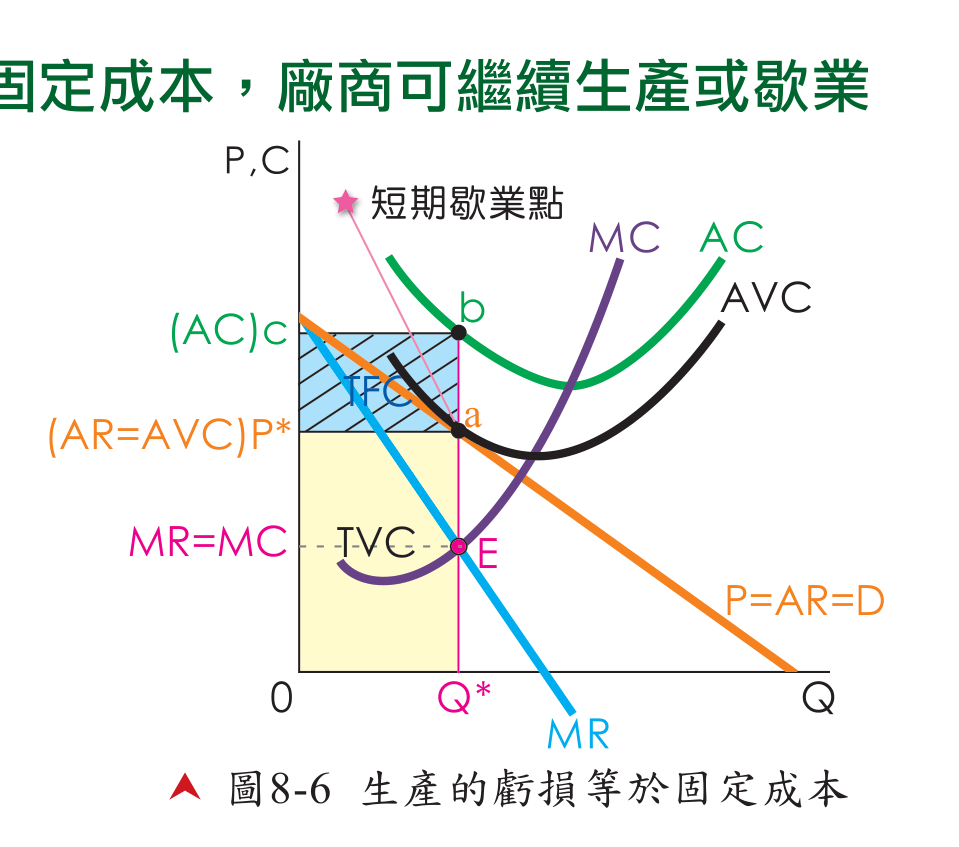 固定成本，廠商可繼續生產或歇業
P,C
短期歇業點
MC
AC
AVC
b
(AC)c
TFC
a
(AR=AVC)P*
MR=MC
TVC
E
P=AR=D
0
Q*
Q
MR
圖8-6 生產的虧損等於固定成本